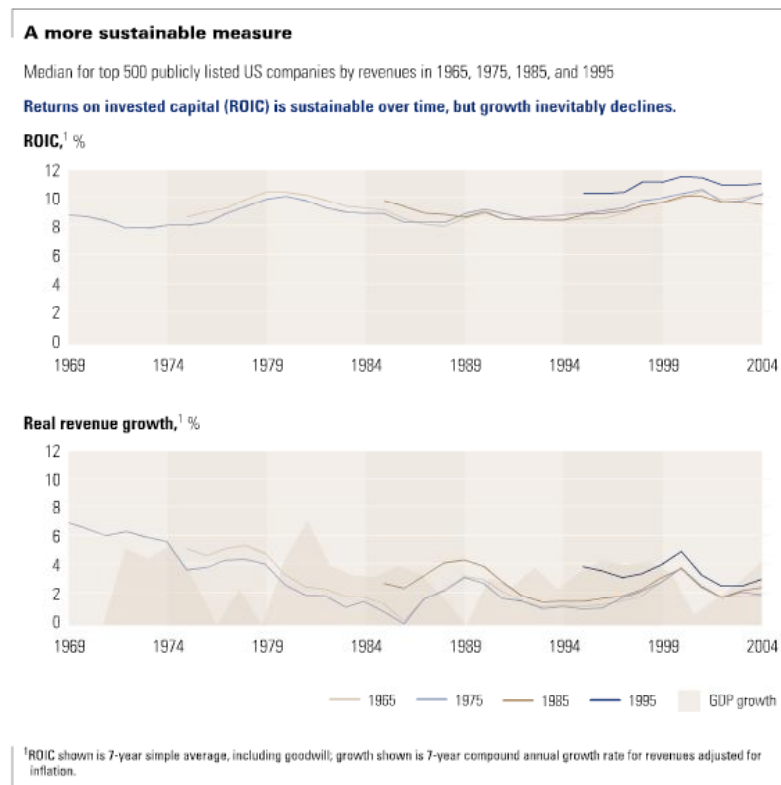 A more sustainable measure
Median for top 500 publicly listed US companies by revenues in 1965, 1975, 1985, and 1995
Returns on invested capital (ROIC) is sustainable over time, but growth inevitably declines.
ROIC,¹ %
12
10
8
6
4
2
0
1969 1974 1979 1984 1989 1994 1999 2004
Real revenue growth,¹ %
12
10
8
6
4
2
0
1969 1974 1979 1984 1989 1994 1999 2004
1965 1975 1985 1995 GDP growth
¹ROIC shown is 7-year simple average, including goodwill; growth shown is 7-year compound annual growth rate for revenues adjusted for
inflation.